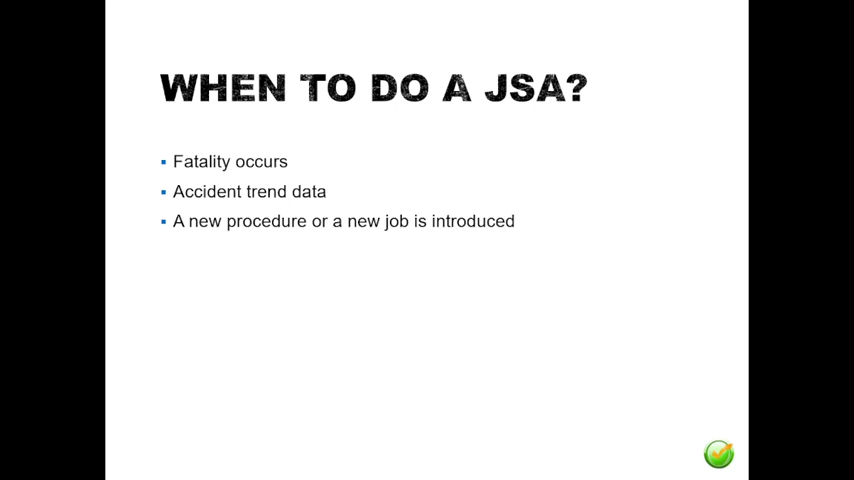 WHEN TO DO A JSA?
Fatality occurs
Accident trend data
A new procedure or a new job is introduced